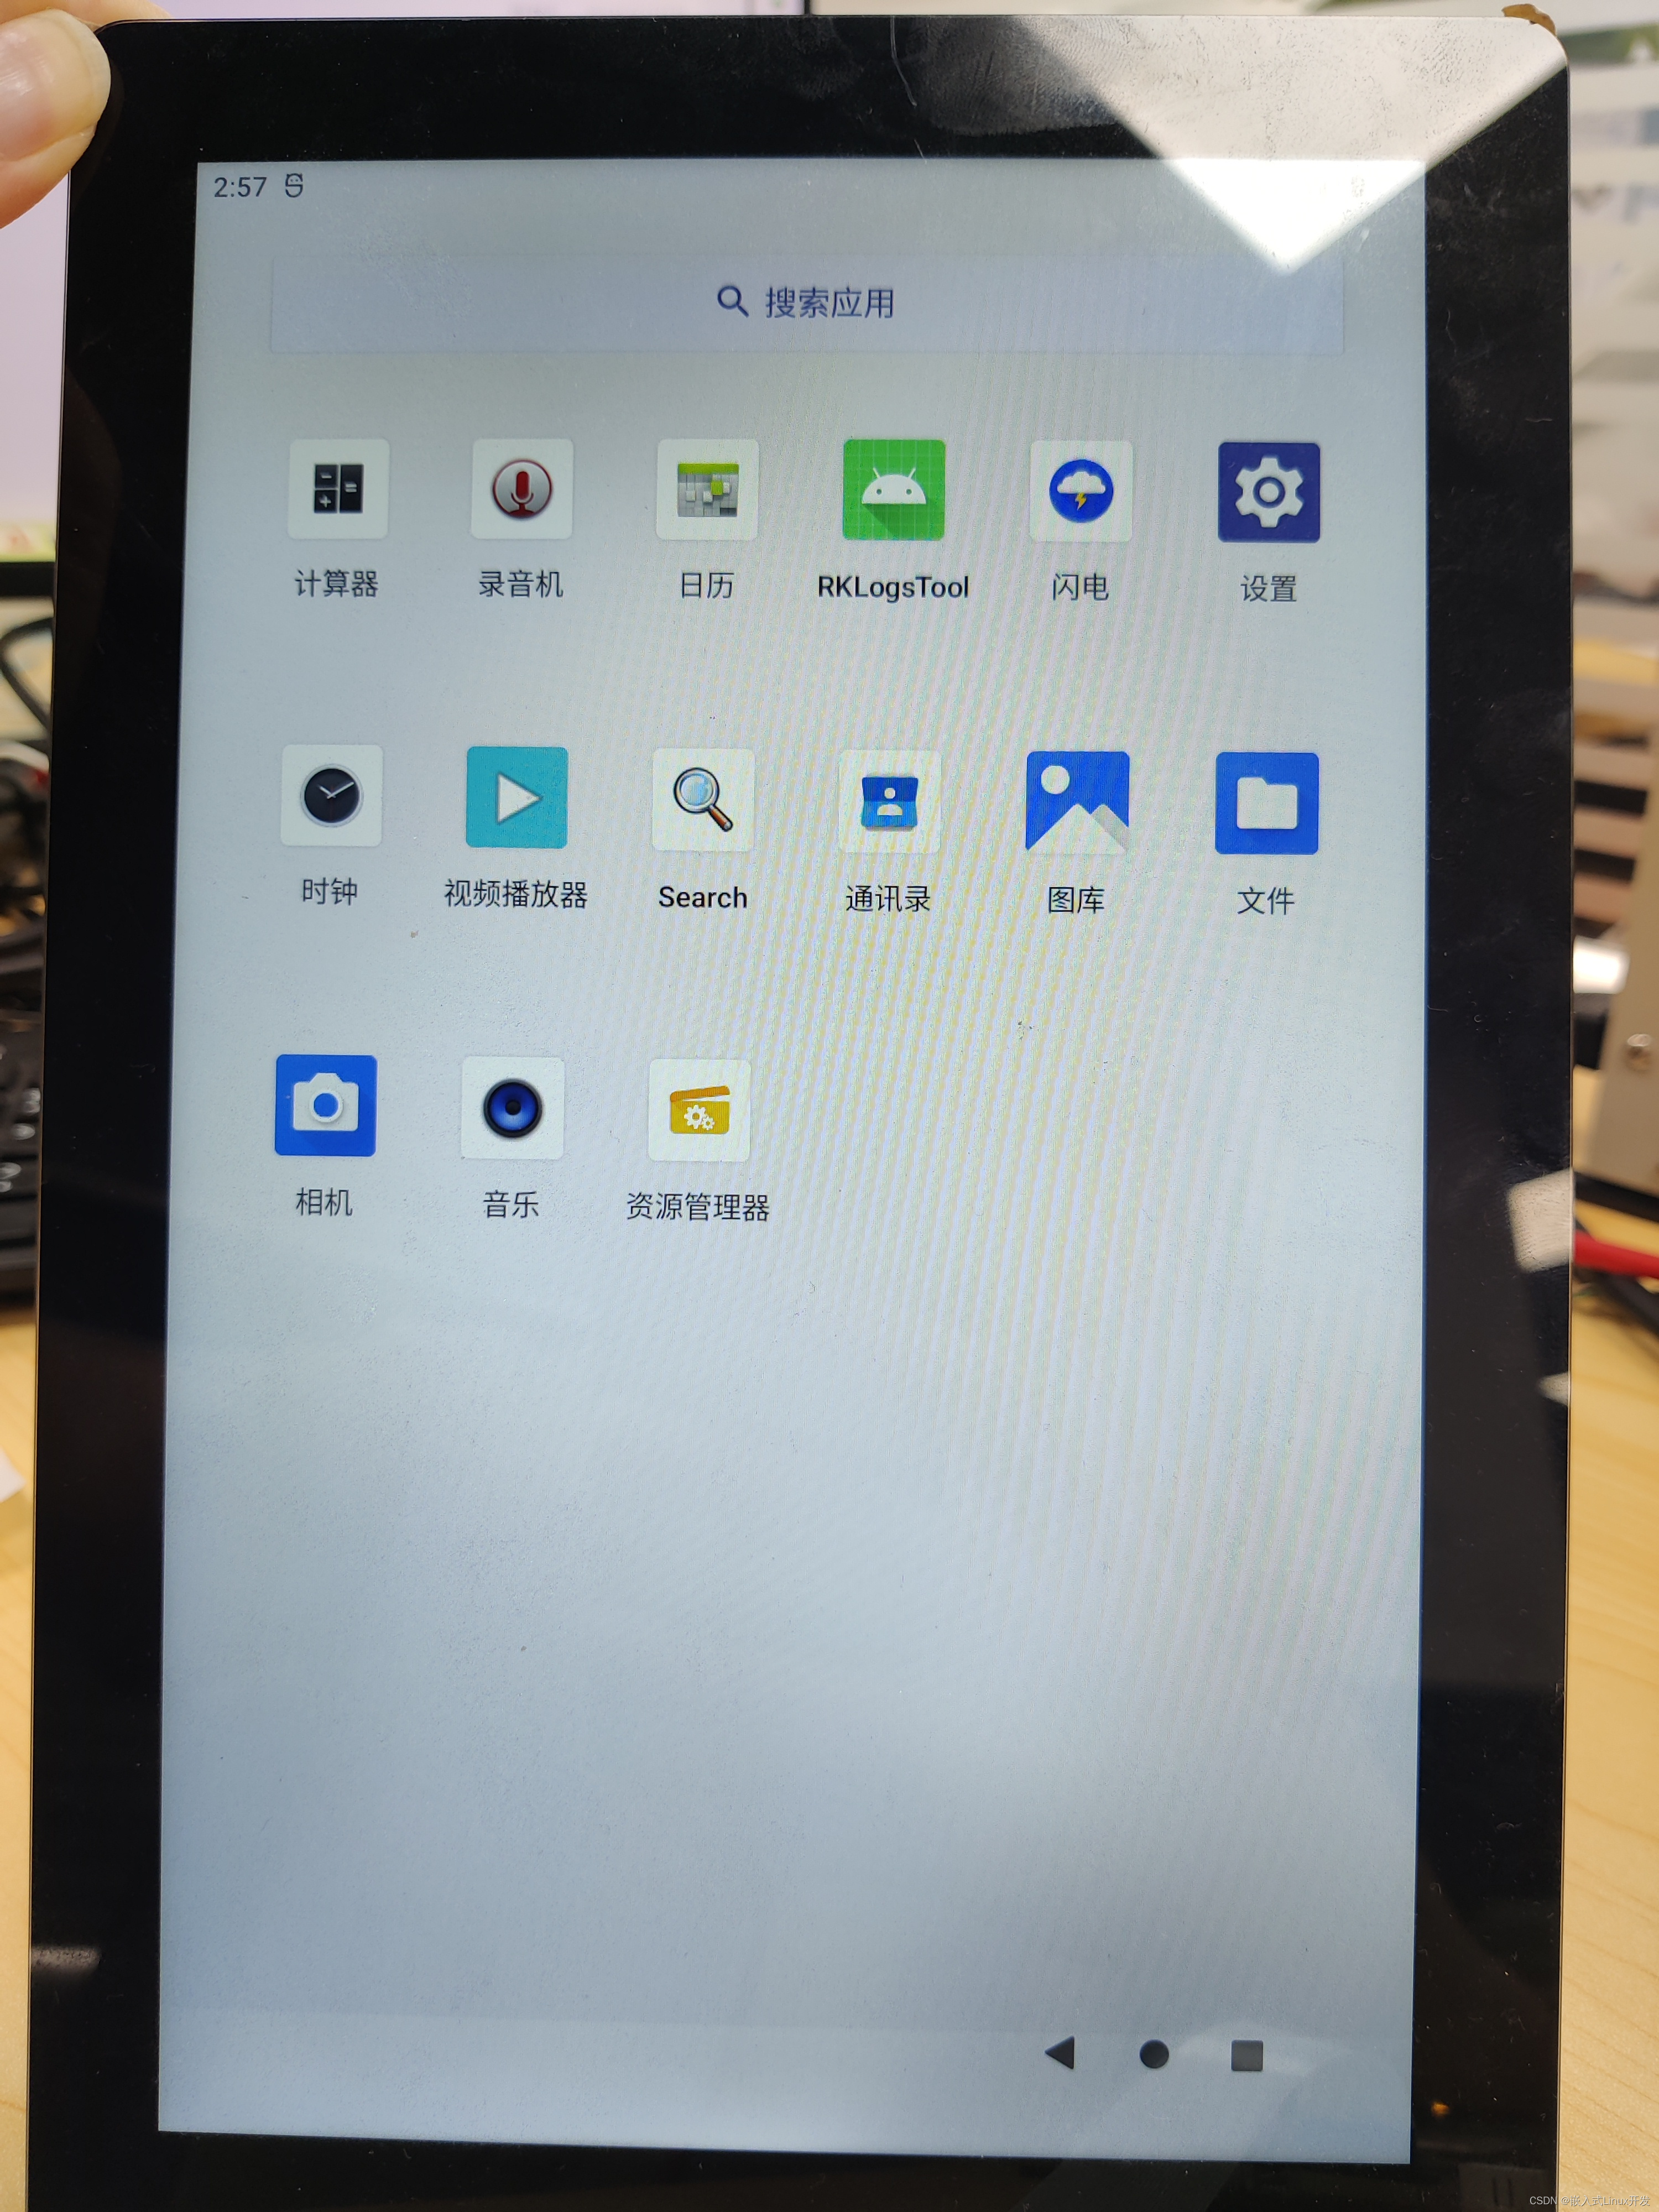 2:57
搜索应用
计算器 录音机 日历 RKLogsTool 闪电 设置
时钟 视频播放器 Search 通讯录 图库 文件
相机 音乐 资源管理器
CSDN @嵌入式Linux开发